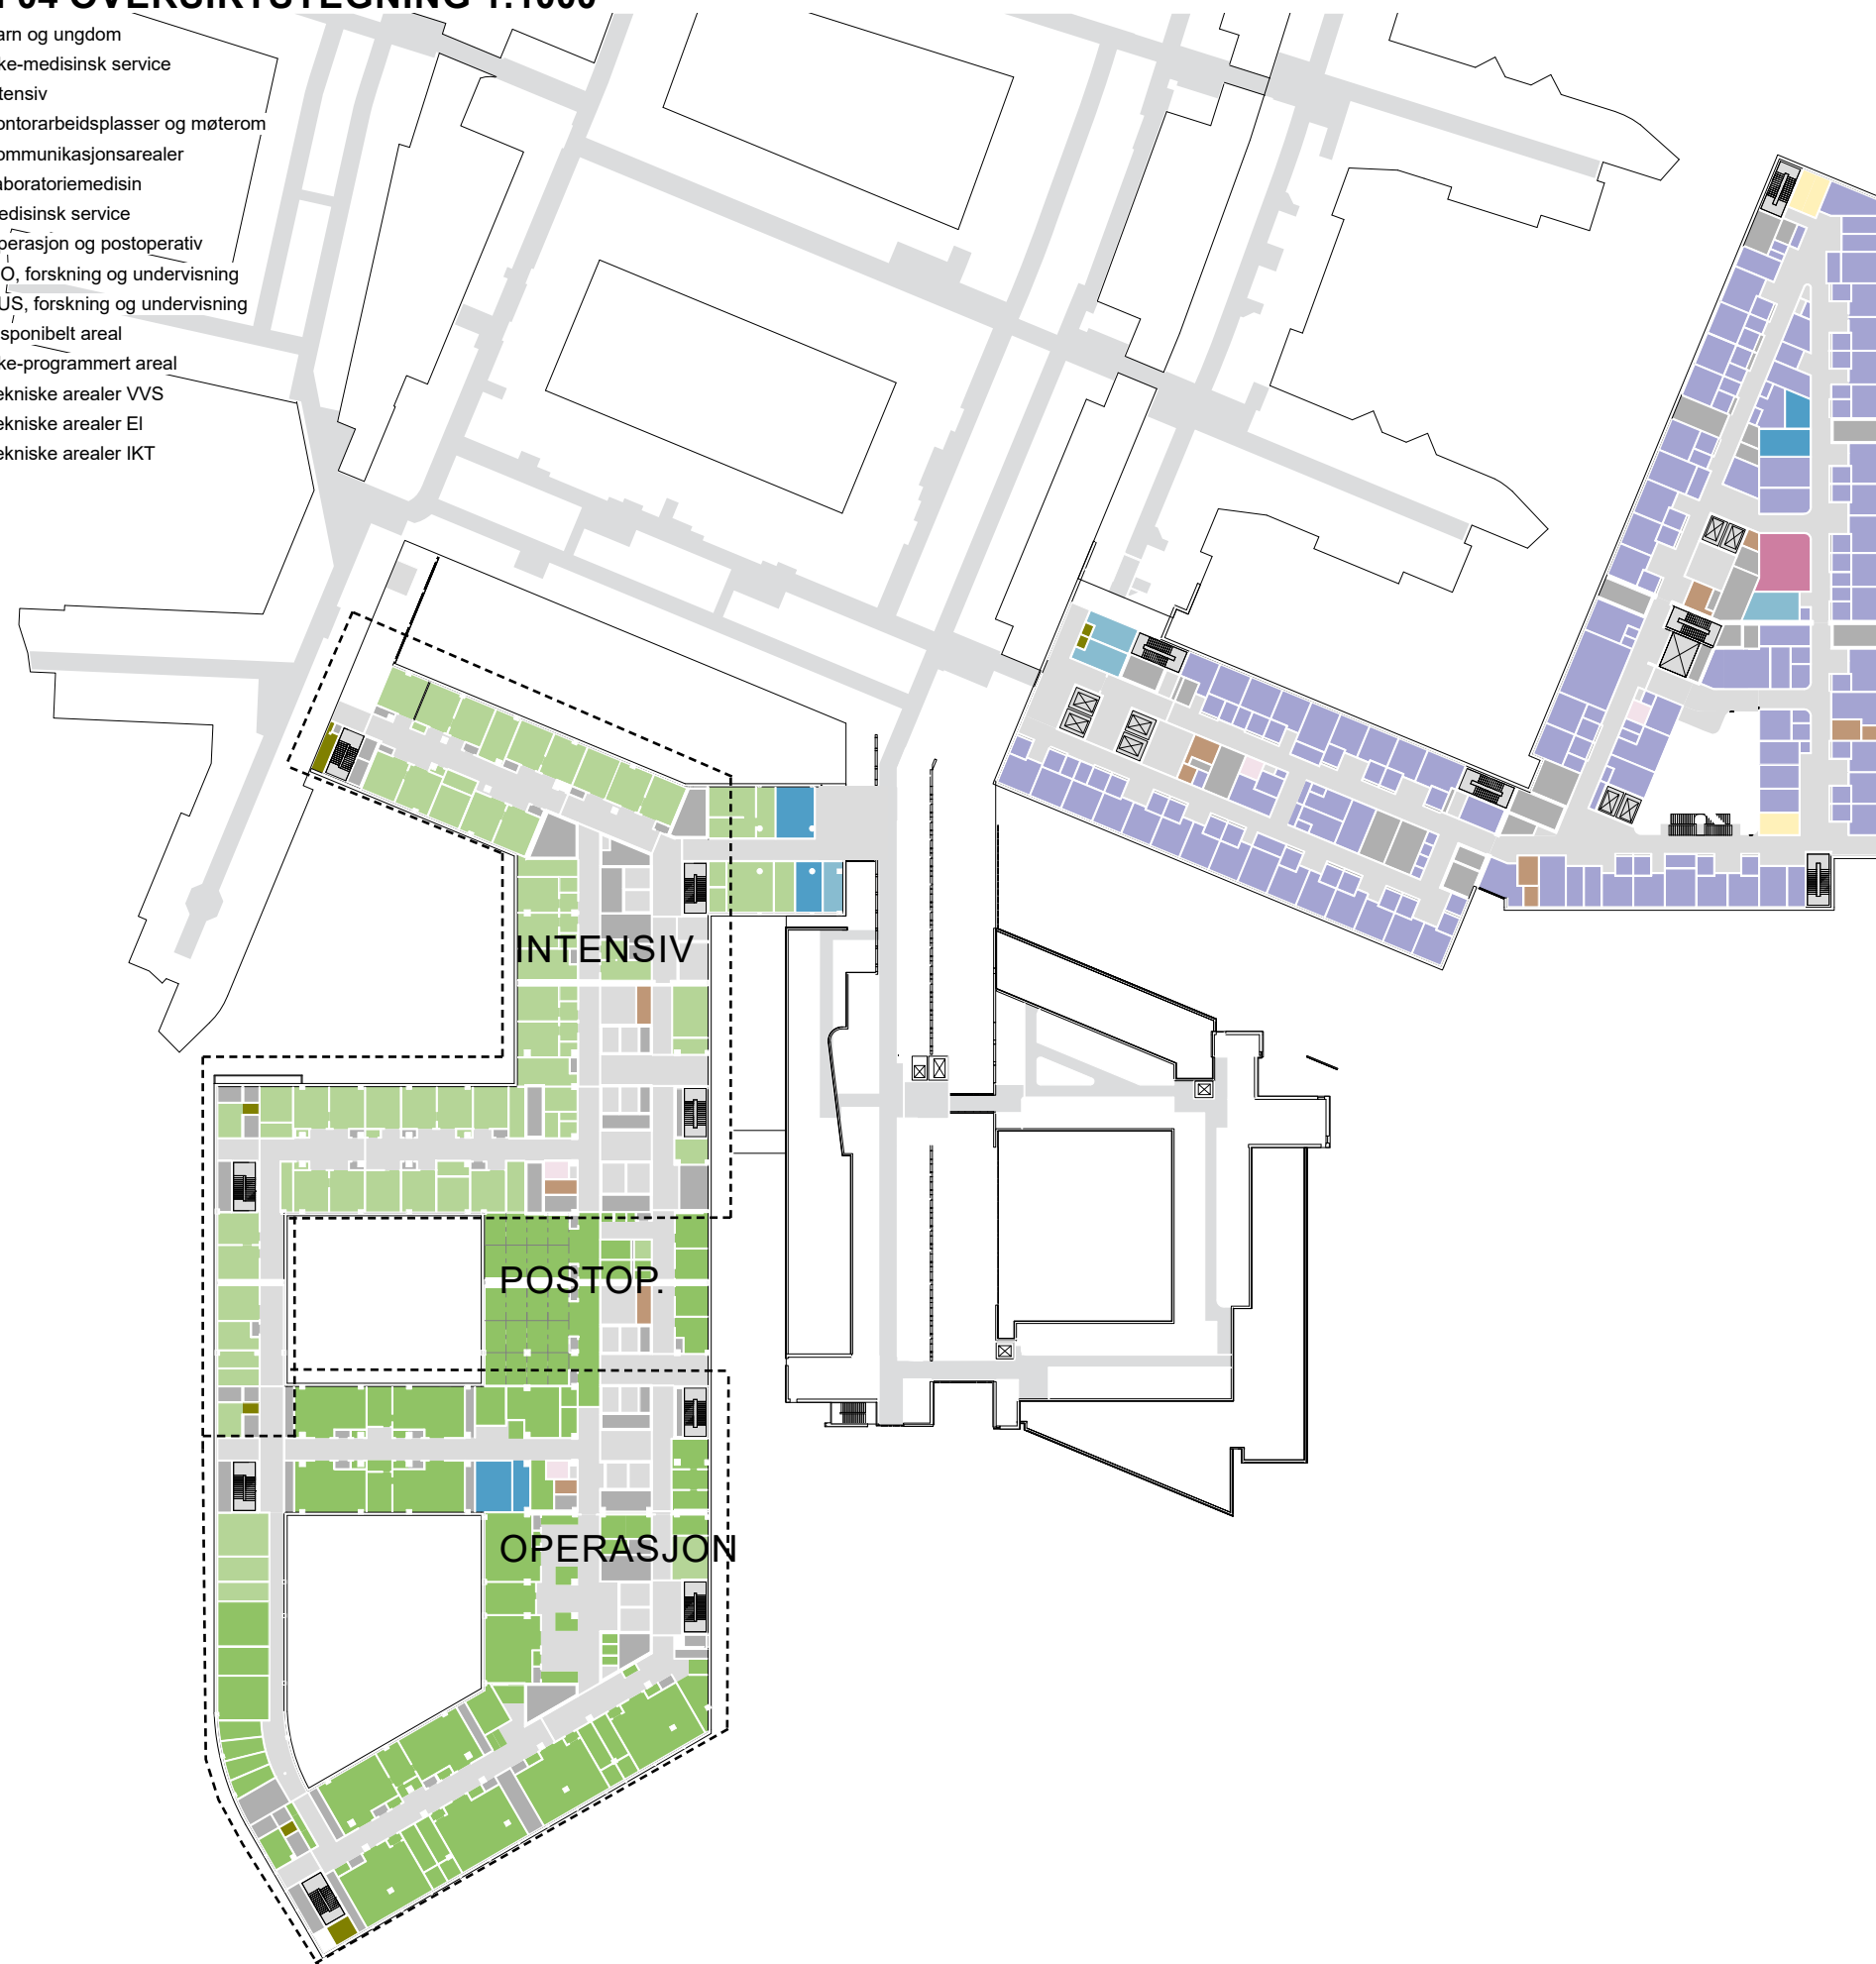 04 OVERSIKTSTEGNING 1:1000
arn og ungdom
ke-medisinsk service
tensiv
ontorarbeidsplasser og møterom
ommunikasjonsarealer
aboratoriemedisin
edisinsk service
perasjon og postoperativ
O, forskning og undervisning
US, forskning og undervisning
sponibelt areal
ke-programmert areal
ekniske arealer VVS
ekniske arealer El
ekniske arealer IKT
INTENSIV
POSTOP.
OPERASJON